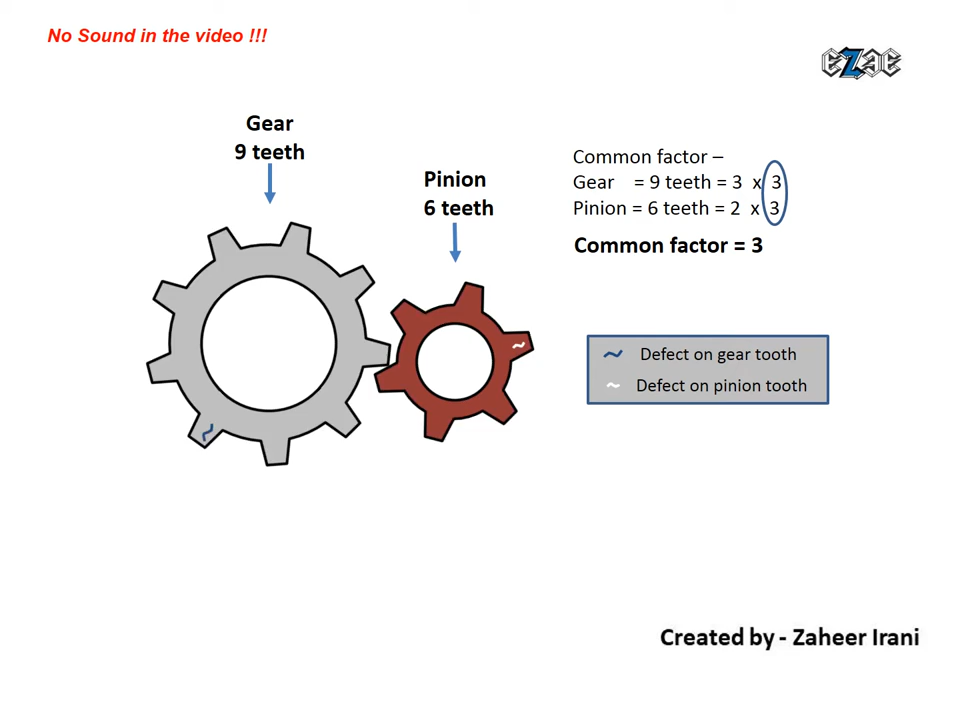 No Sound in the video !!!
eZae
Gear
9 teeth
Pinion
6 teeth
Common factor –
Gear = 9 teeth = 3 x 3
Pinion = 6 teeth = 2 x 3
Common factor = 3
Defect on gear tooth
Defect on pinion tooth
Created by - Zaheer Irani